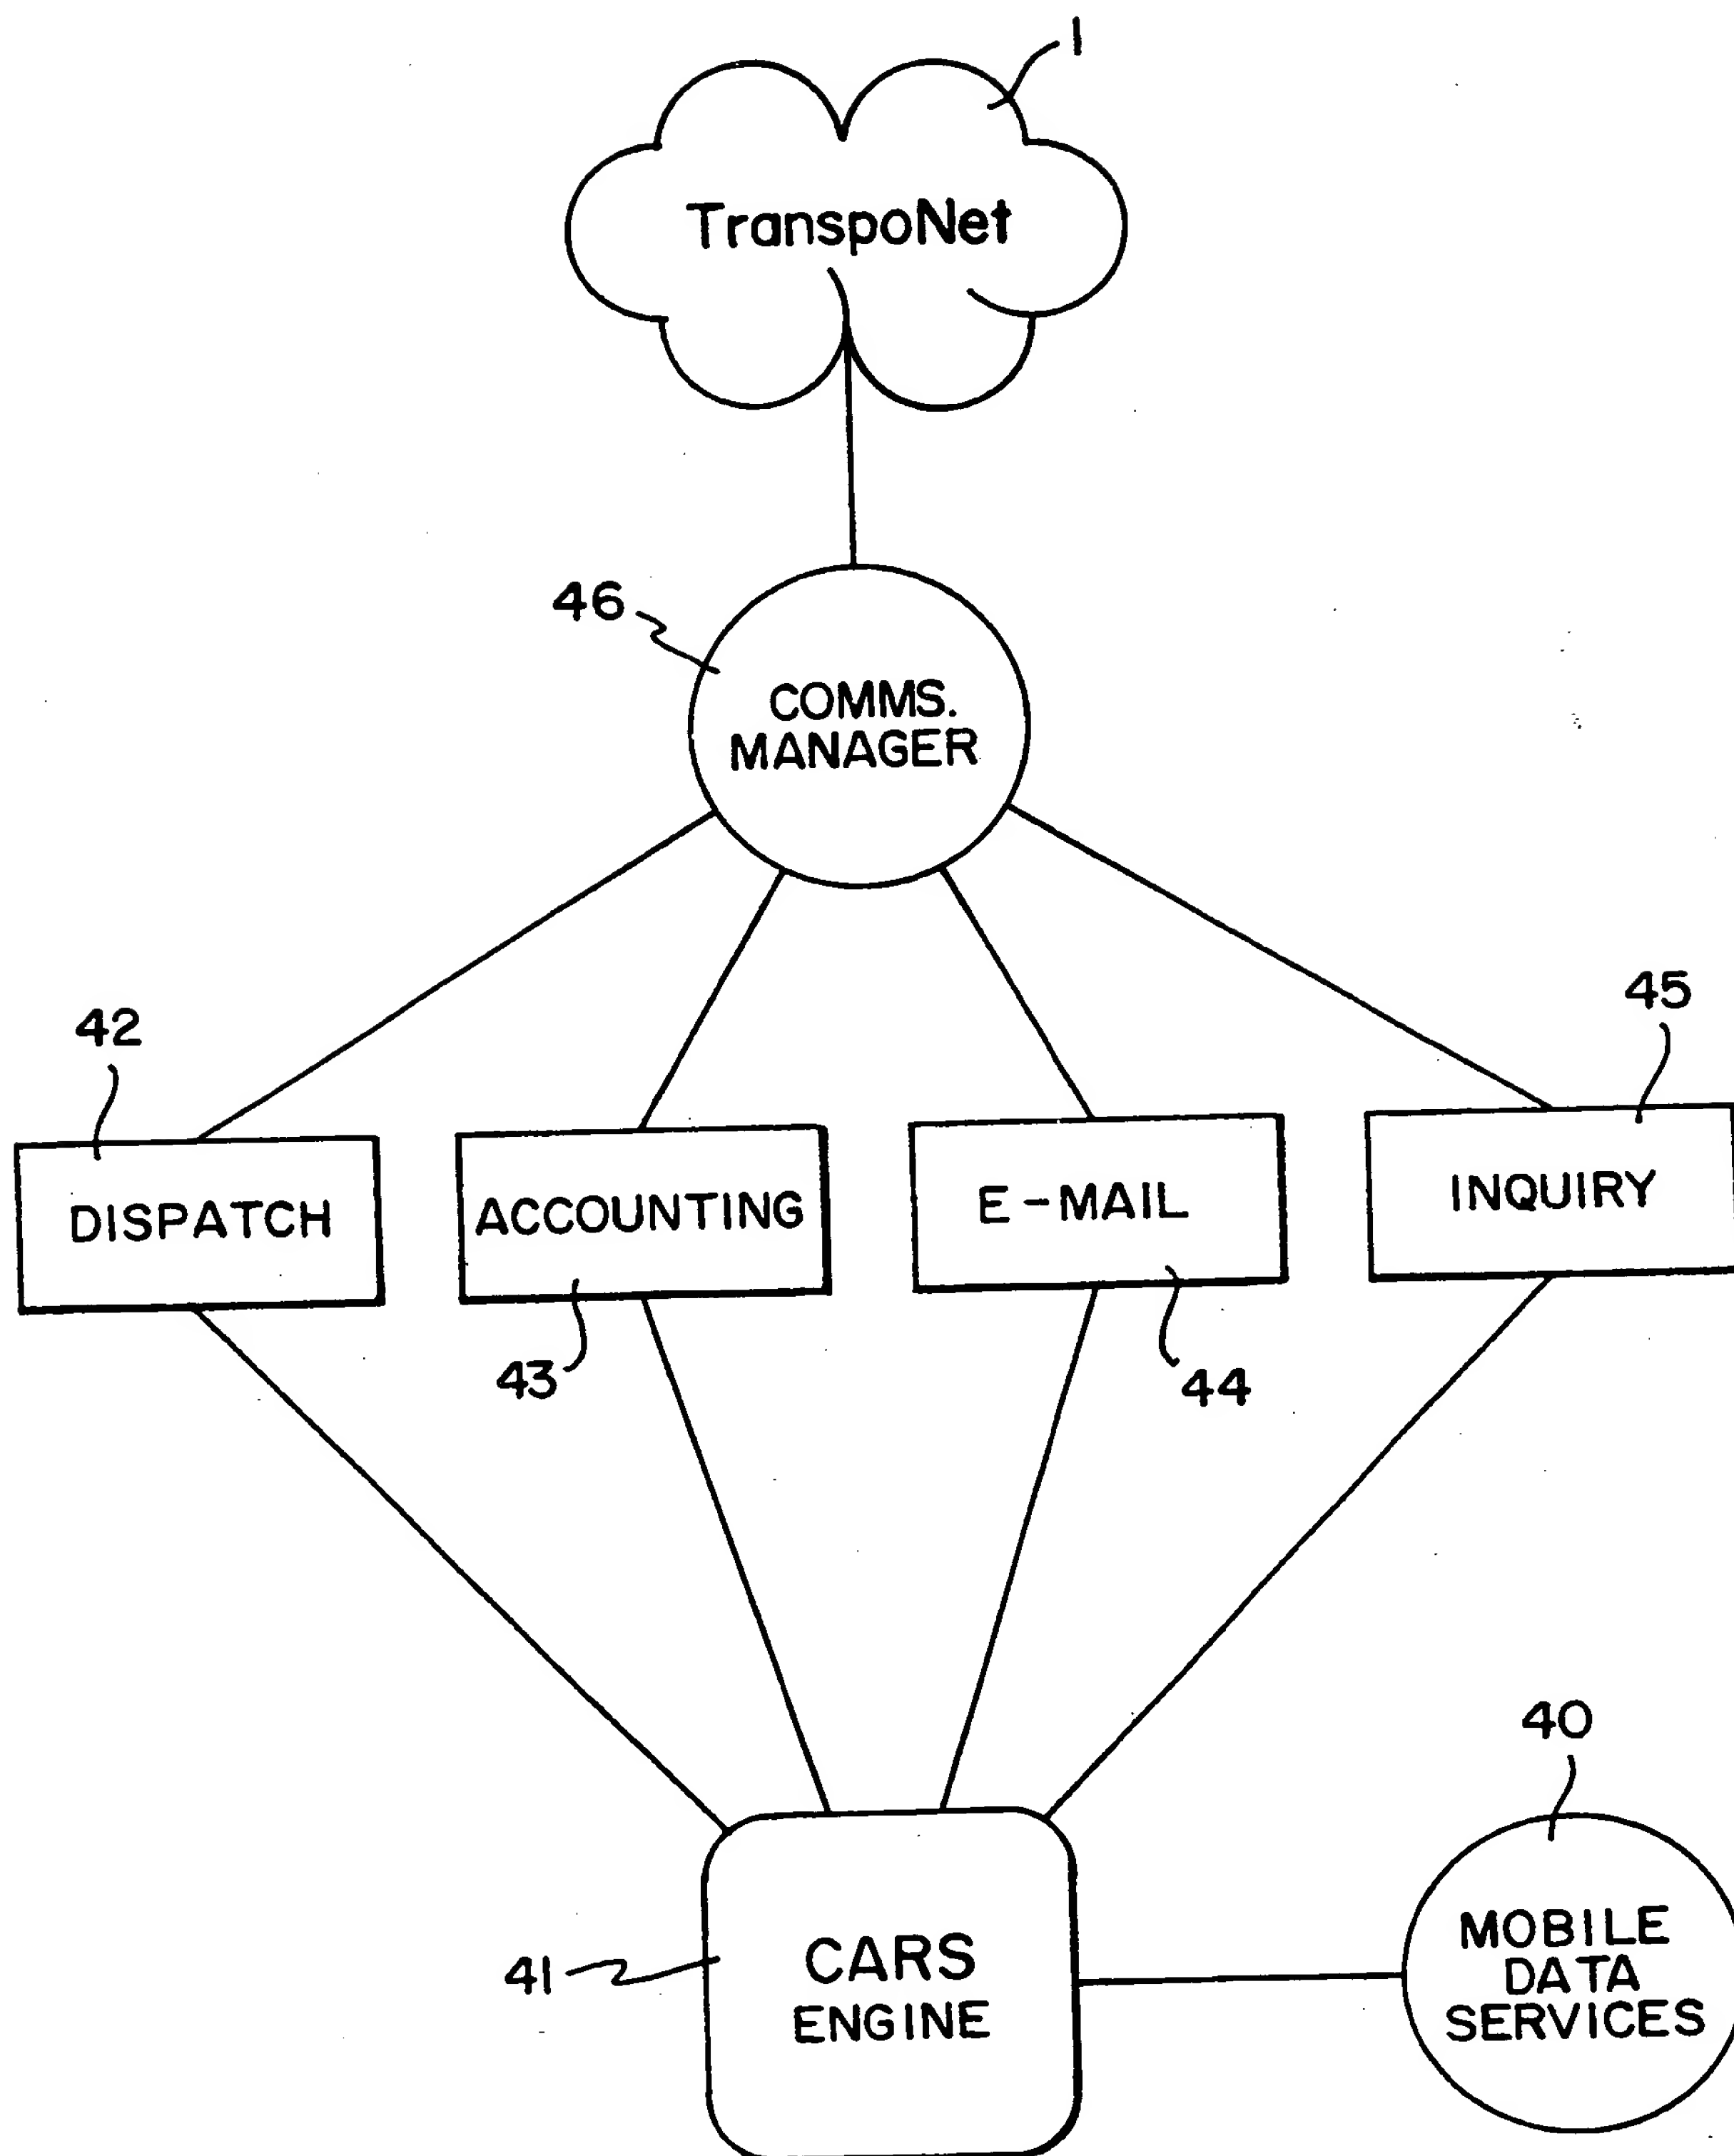 1
TranspoNet
46
COMMS.
MANAGER
42
45
DISPATCH
ACCOUNTING
E-MAIL
INQUIRY
43
44
40
41
CARS
ENGINE
MOBILE
DATA
SERVICES